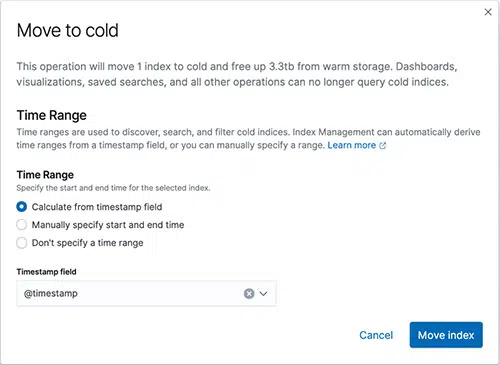 Move to cold
This operation will move 1 index to cold and free up 3.3tb from warm storage. Dashboards,
visualizations, saved searches, and all other operations can no longer query cold indices.
Time Range
Time ranges are used to discover, search, and filter cold indices. Index Management can automatically derive
time ranges from a timestamp field, or you can manually specify a range. Learn more
Time Range
Specify the start and end time for the selected index.
Calculate from timestamp field
Manually specify start and end time
Don't specify a time range
Timestamp field
@timestamp
Cancel Move index